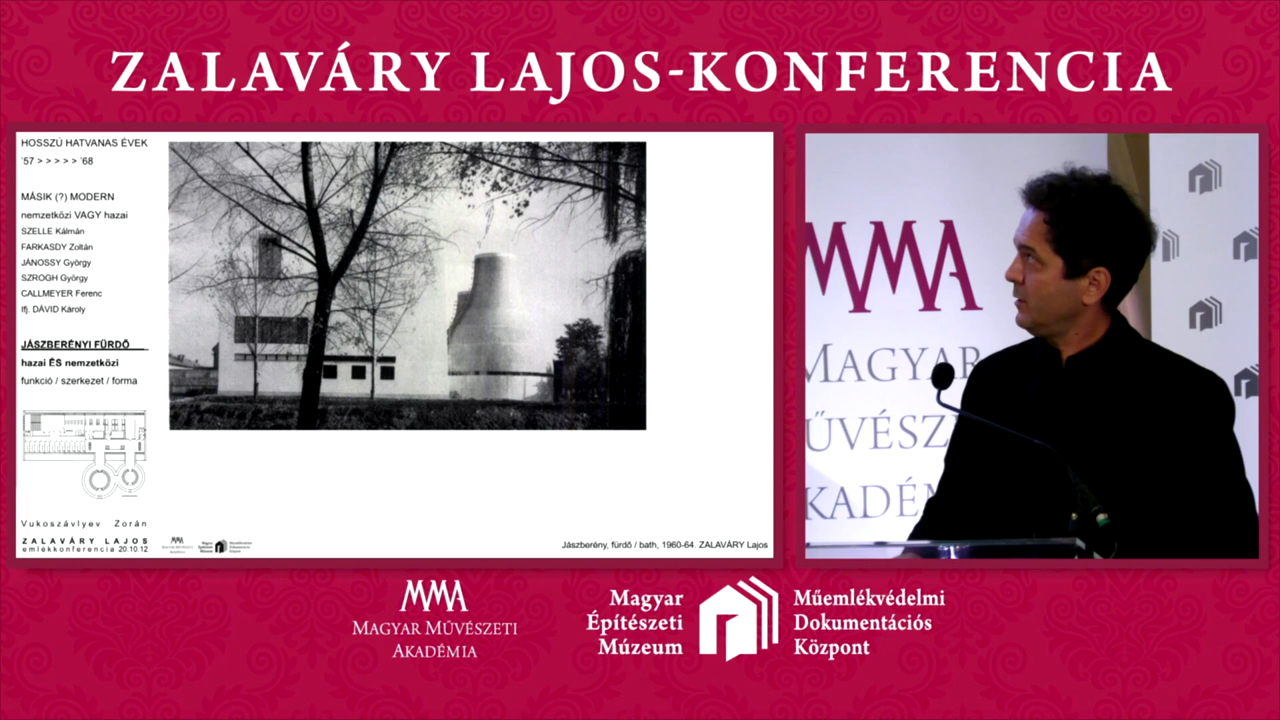 ZALAVÁRY LAJOS-KONFERENCIA
HOSSZÚ HATVANAS ÉVEK
'57 > > > > > '68
MÁSIK (?) MODERN
nemzetközi VAGY hazai
SZELLE Kálmán
FARKASDY Zoltán
JÁNOSSY György
SZROGH György
CALLMEYER Ferenc
Ifj. DÁVID Károly
JÁSZBERÉNYI FÜRDŐ
hazai ÉS nemzetközi
funkció / szerkezet / forma
Vukoszávlyev Zorán
ZALAVÁRY LAJOS
emlékkonferencia 20.10.12
Jászberény, fürdő / bath, 1960-64. ZALAVÁRY Lajos
MMA
MAGYAR
ŰVÉSZ
KADÉM
MMA
MAGYAR MŰVÉSZETI
AKADÉMIA
Magyar
Építészeti
Múzeum
Műemlékvédelmi
Dokumentációs
Központ